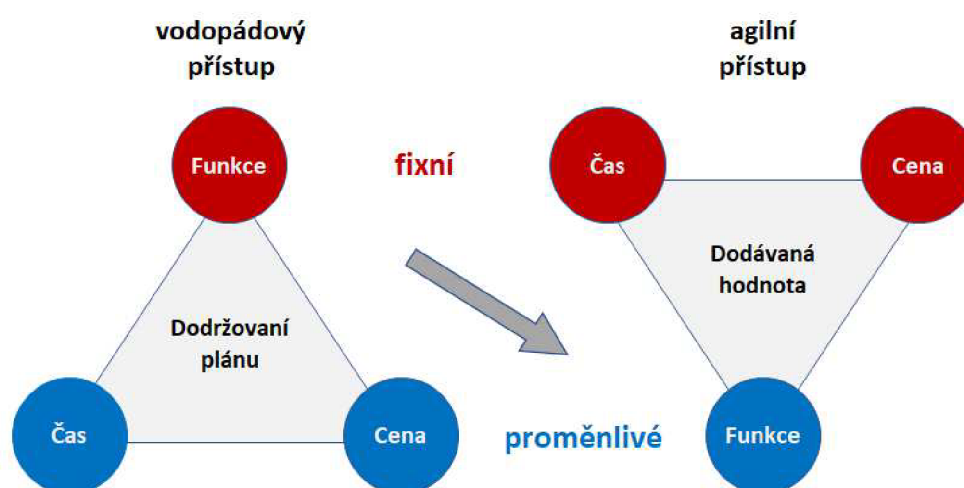 vodopádový
přístup
agilní
přístup
Funkce
fixní
Čas
Cena
Dodržovaní
plánu
Dodávaná
hodnota
Čas
Cena
proměnlivé
Funkce